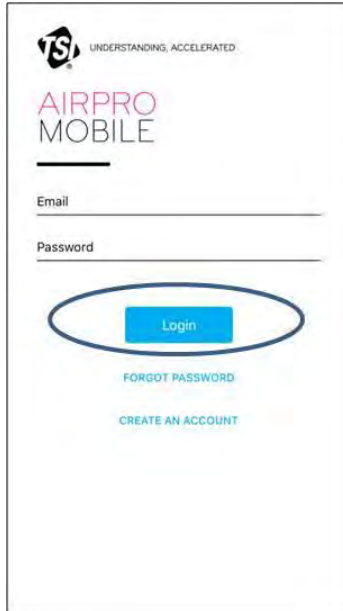 TSI
UNDERSTANDING, ACCELERATED
AIRPRO
MOBILE
Email
Password
Login
FORGOT PASSWORD
CREATE AN ACCOUNT